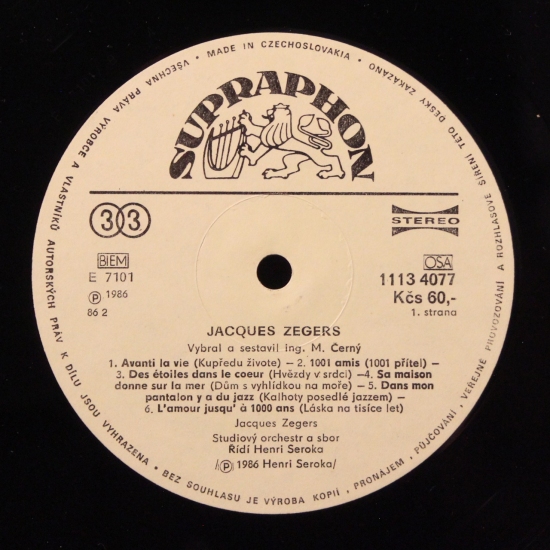 VŠECHNA PRÁVA VÝROBCE A VLASTNÍKŮ AUTORSKÝCH PRÁV K DÍLU JSOU VYHRAZENA • BEZ SOUHLASU JE VÝROBA KOPIÍ, PRONÁJEM, PŮJČOVÁNÍ, VEŘEJNÉ PROVOZOVÁNÍ A ROZHLASOVÉ ŠÍŘENÍ TÉTO DESKY ZAKÁZÁNO • MADE IN CZECHOSLOVAKIA •
SUPRAPHON
33
STEREO
BIEM
E 7101
Ⓟ 1986
86 2
OSA
1113 4077
Kčs 60,-
1. strana
JACQUES ZEGERS
Vybral a sestavil ing. M. Černý
1. Avanti la vie (Kupředu živote) – 2. 1001 amis (1001 přítel) –
3. Des étoiles dans le coeur (Hvězdy v srdci) –4. Sa maison
donne sur la mer (Dům s vyhlídkou na moře) – 5. Dans mon
pantalon y a du jazz (Kalhoty posedlé jazzem) –
6. L'amour jusqu' à 1000 ans (Láska na tisíce let)
Jacques Zegers
Studiový orchestr a sbor
Řídí Henri Seroka
/Ⓟ 1986 Henri Seroka/